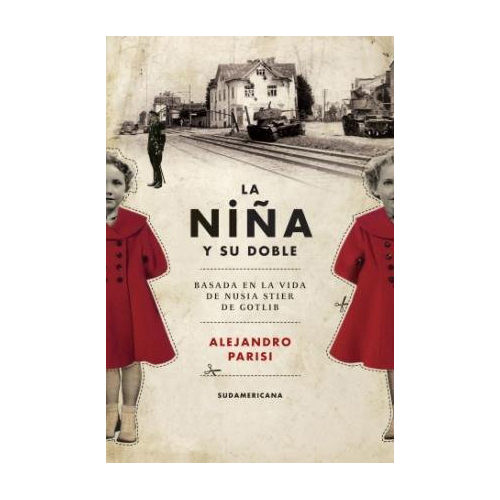 LA
NiÑA
Y SU DOBLE
BASADA EN LA VIDA
DE NUSIA STIER
DE GOTLIB
ALEJANDRO
PARISI
SUDAMERICANA